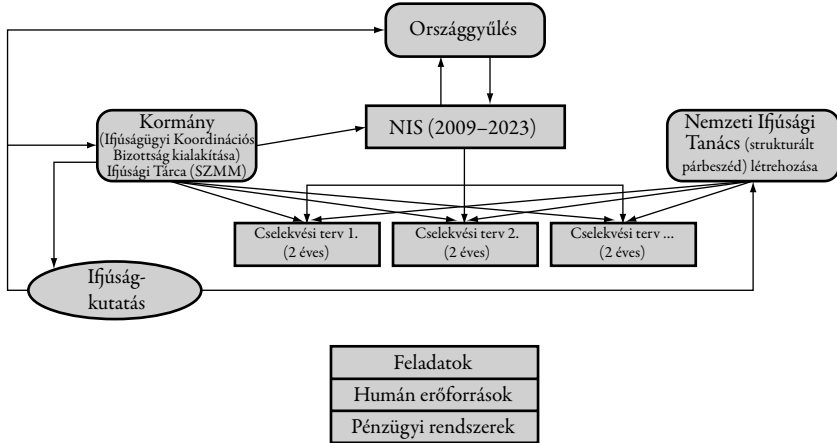 Országgyűlés
Kormány
(Ifjúságügyi Koordinációs
Bizottság kialakítása)
Ifjúsági Tárca (SZMM)
NIS (2009–2023)
Nemzeti Ifjúsági
Tanács (strukturált
párbeszéd) létrehozása
Cselekvési terv 1.
(2 éves)
Cselekvési terv 2.
(2 éves)
Cselekvési terv ...
(2 éves)
Ifjúság-
kutatás
Feladatok
Humán erőforrások
Pénzügyi rendszerek